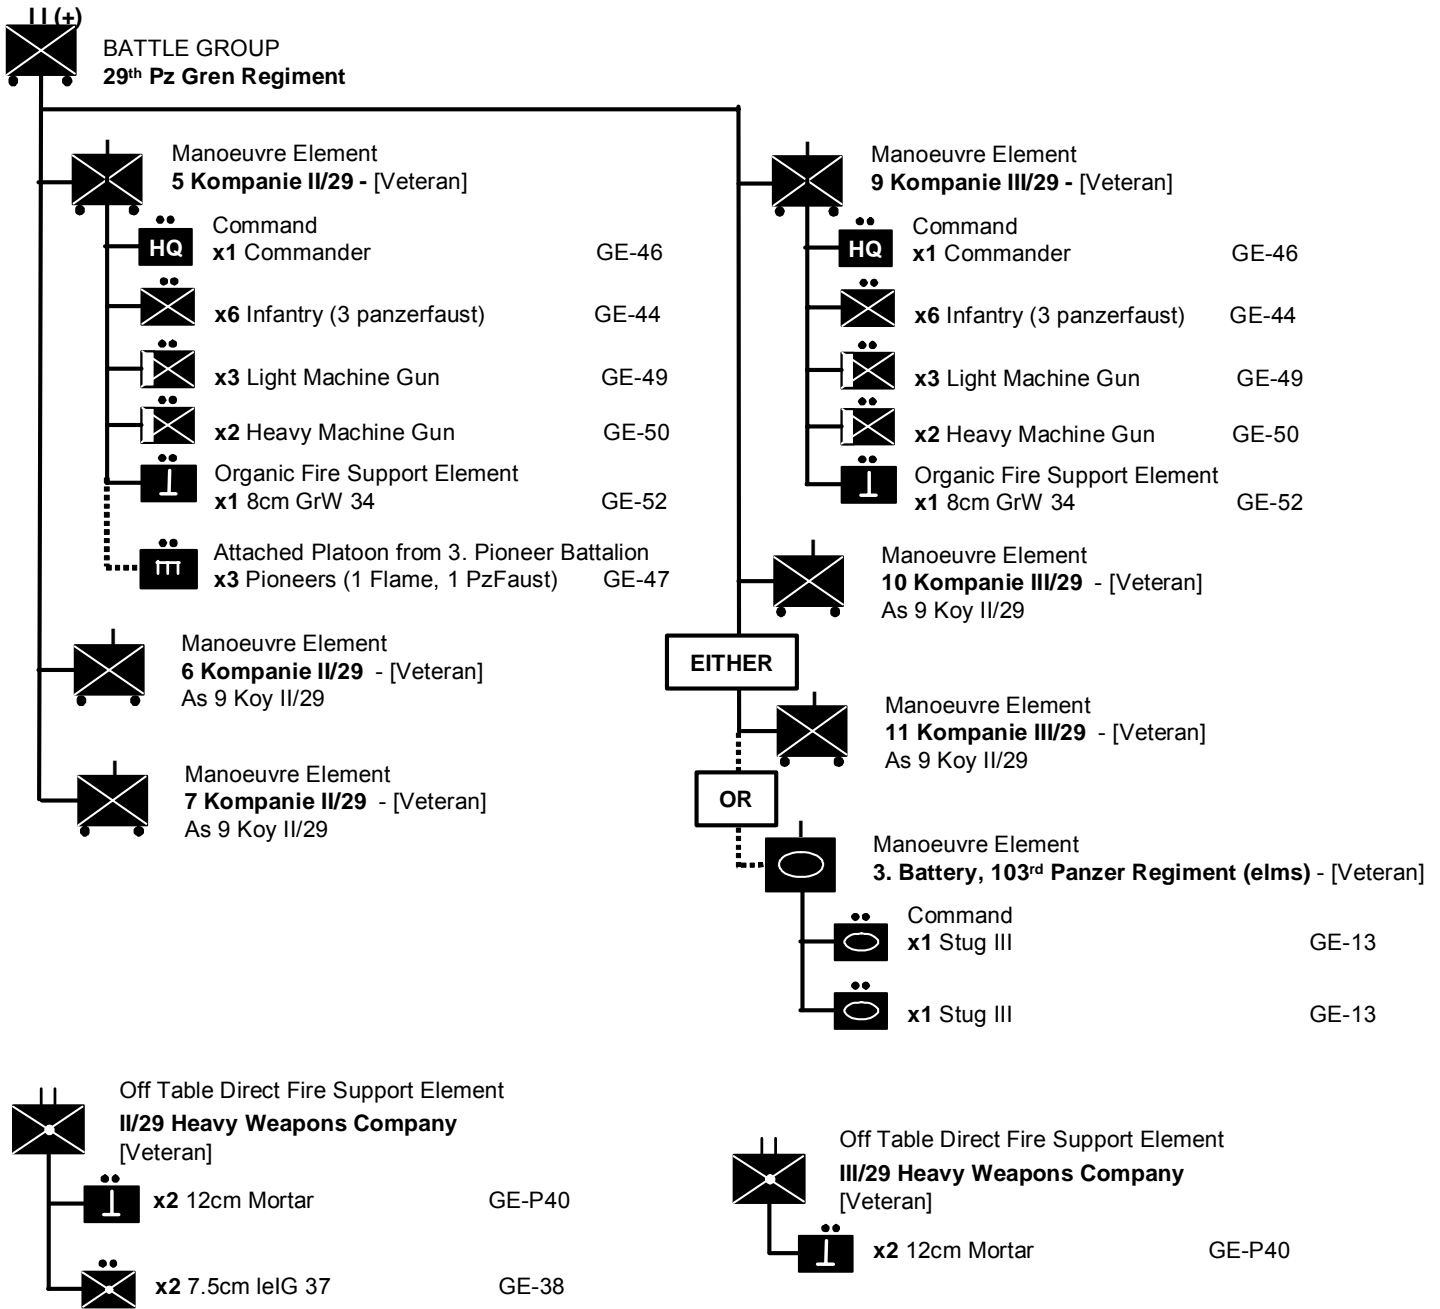 II (+)
BATTLE GROUP
29th Pz Gren Regiment
Manoeuvre Element
5 Kompanie II/29 - [Veteran]
HQ
Command
x1 Commander GE-46
x6 Infantry (3 panzerfaust) GE-44
x3 Light Machine Gun GE-49
x2 Heavy Machine Gun GE-50
Organic Fire Support Element
x1 8cm GrW 34 GE-52
Attached Platoon from 3. Pioneer Battalion
x3 Pioneers (1 Flame, 1 PzFaust) GE-47
Manoeuvre Element
6 Kompanie II/29 - [Veteran]
As 9 Koy II/29
Manoeuvre Element
7 Kompanie II/29 - [Veteran]
As 9 Koy II/29
Manoeuvre Element
9 Kompanie III/29 - [Veteran]
HQ
Command
x1 Commander GE-46
x6 Infantry (3 panzerfaust) GE-44
x3 Light Machine Gun GE-49
x2 Heavy Machine Gun GE-50
Organic Fire Support Element
x1 8cm GrW 34 GE-52
Manoeuvre Element
10 Kompanie III/29 - [Veteran]
As 9 Koy II/29
EITHER
Manoeuvre Element
11 Kompanie III/29 - [Veteran]
As 9 Koy II/29
OR
Manoeuvre Element
3. Battery, 103rd Panzer Regiment (elms) - [Veteran]
Command
x1 Stug III GE-13
x1 Stug III GE-13
Off Table Direct Fire Support Element
II/29 Heavy Weapons Company
[Veteran]
x2 12cm Mortar GE-P40
x2 7.5cm leIG 37 GE-38
Off Table Direct Fire Support Element
III/29 Heavy Weapons Company
[Veteran]
x2 12cm Mortar GE-P40